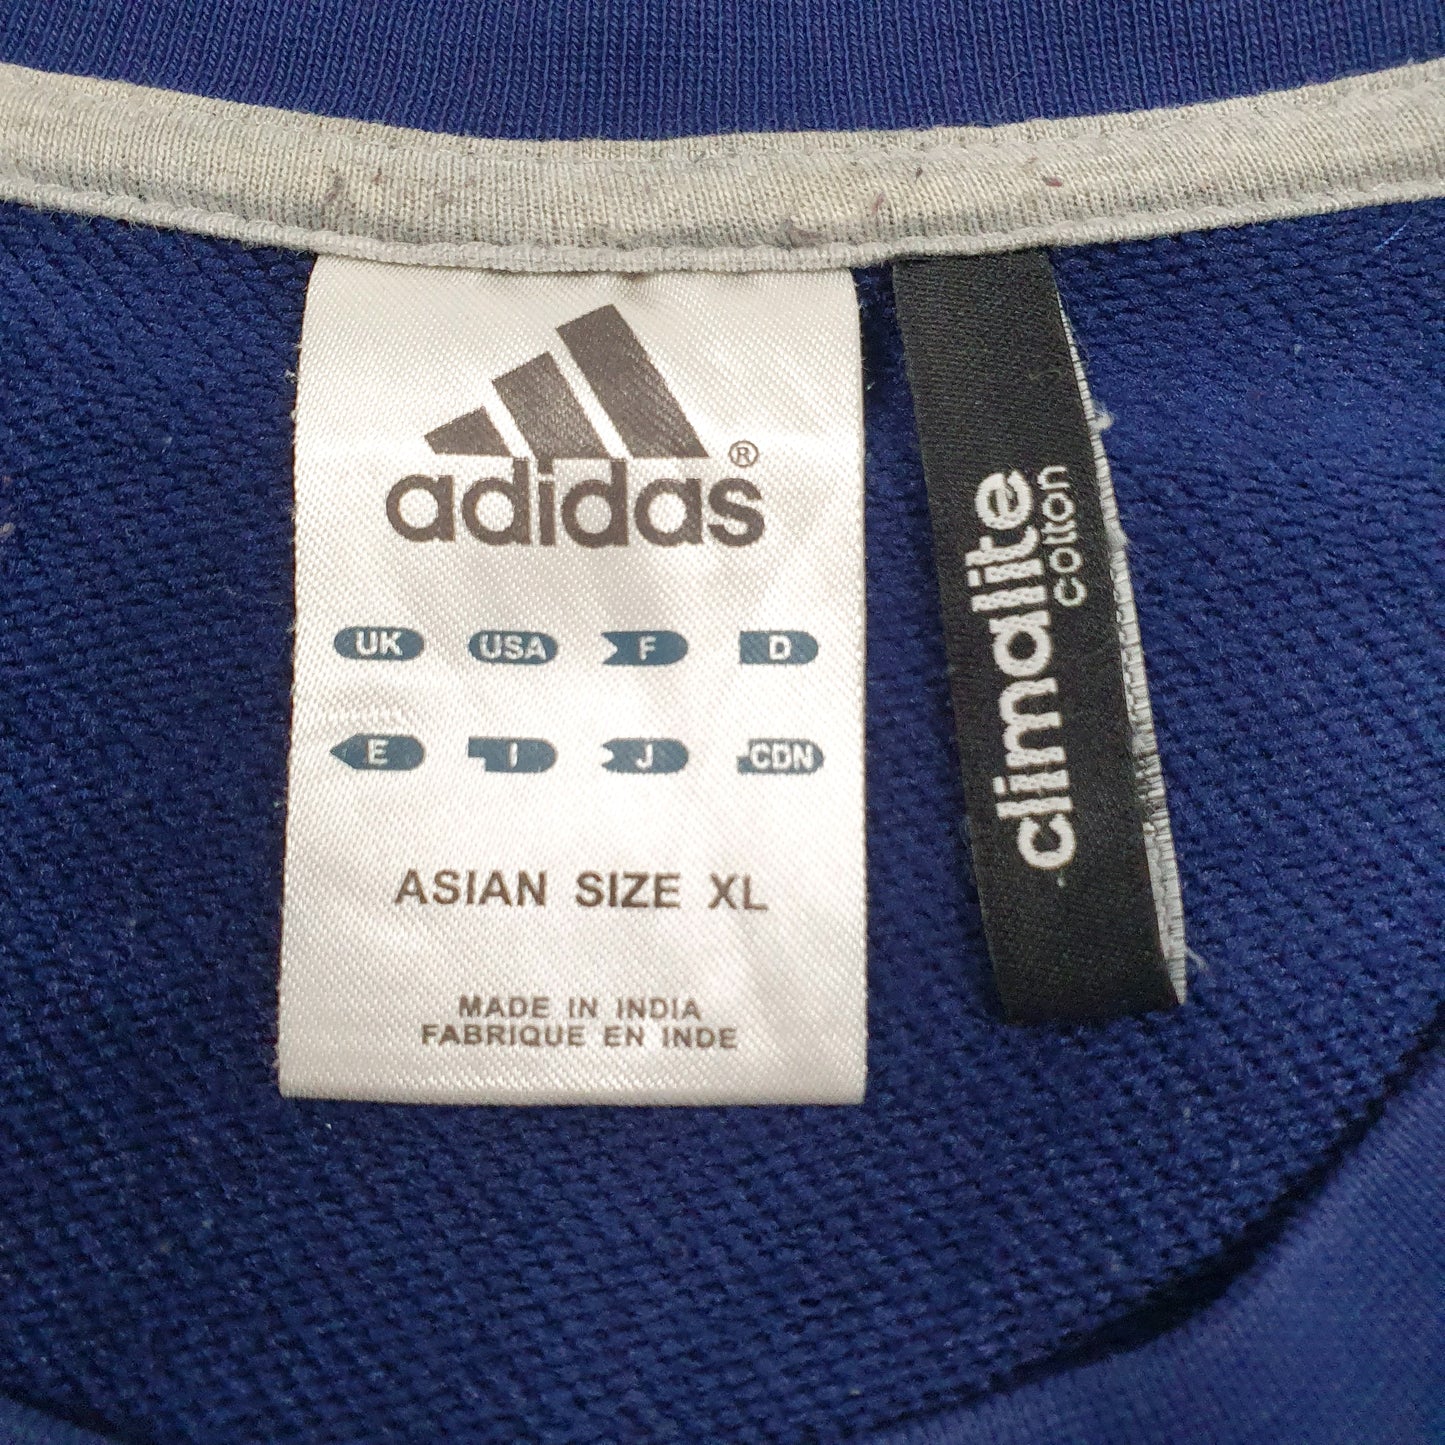 adidas®
UK USA F D
E I J CDN
ASIAN SIZE XL
MADE IN INDIA
FABRIQUE EN INDE
climalite
cotton